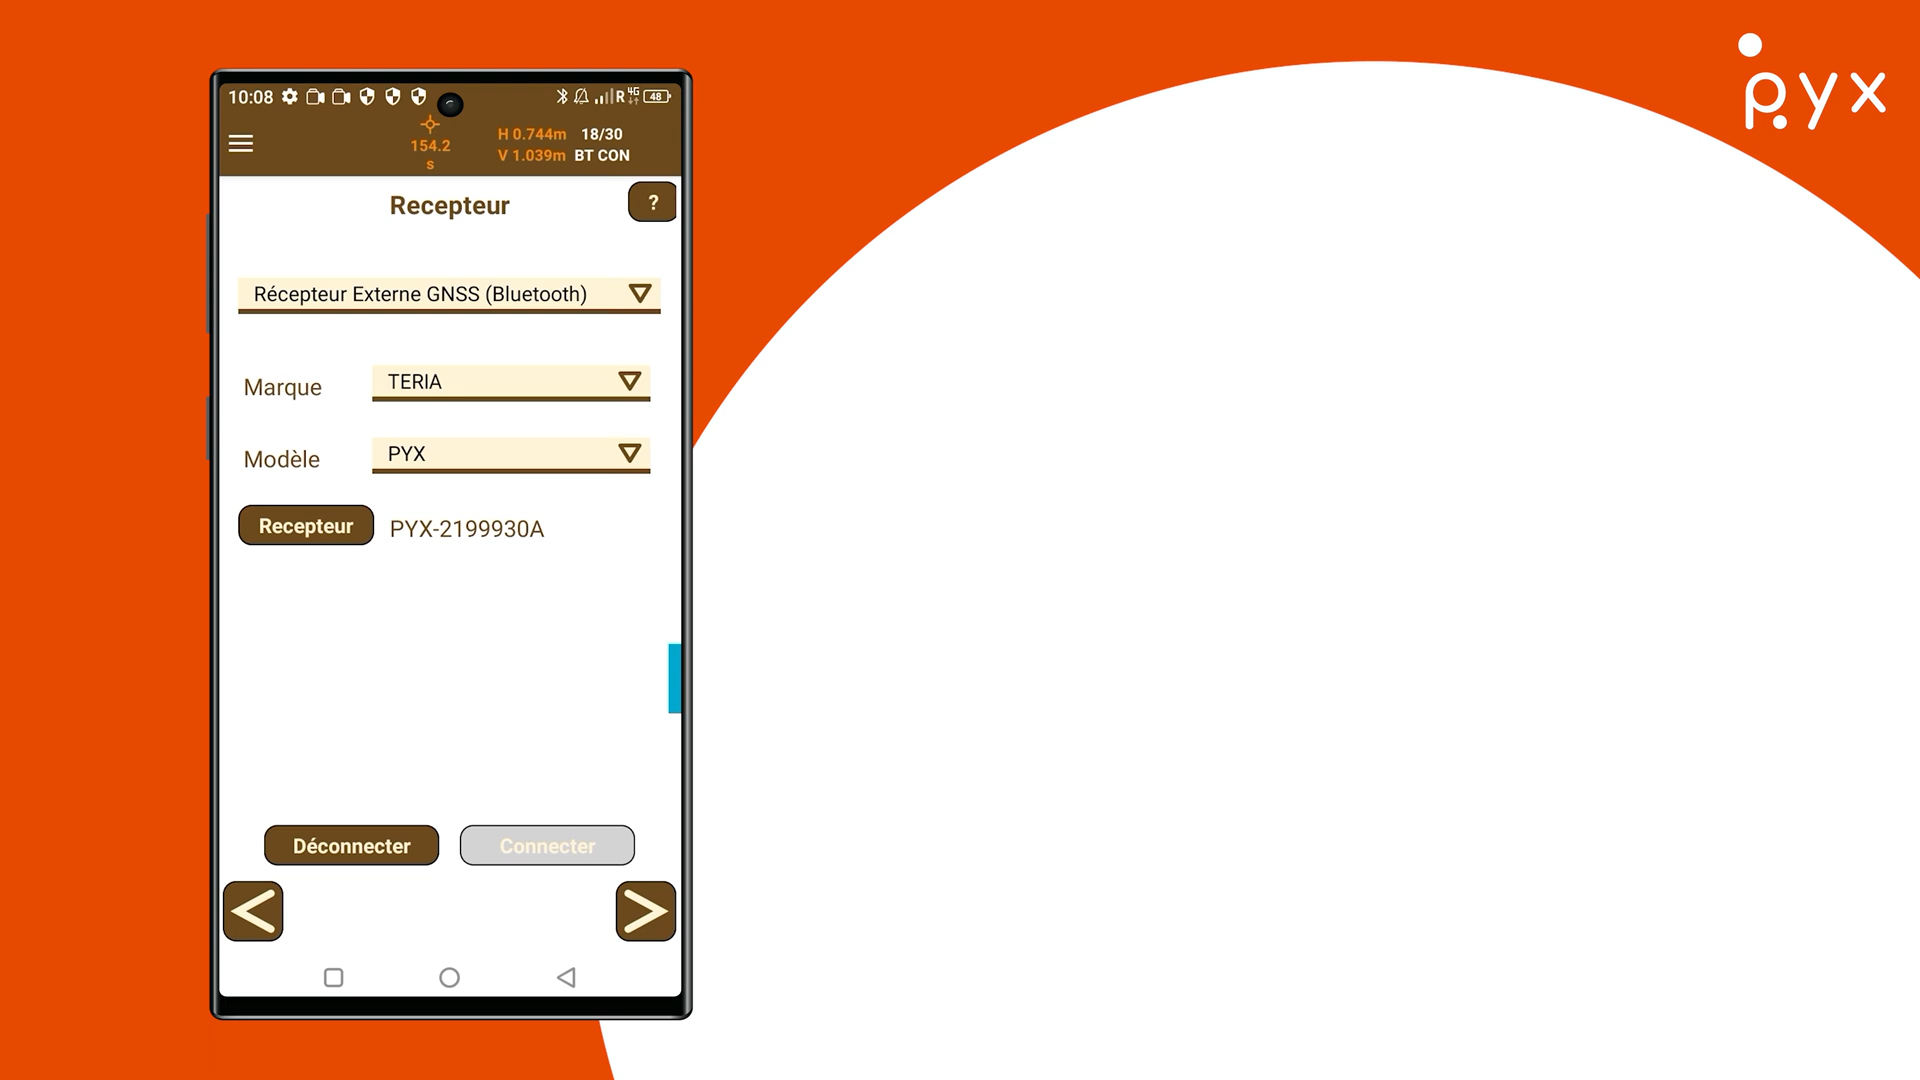 pyx
10:08 R 4G 48
154.2 H 0.744m 18/30
s V 1.039m BT CON
Recepteur ?
Récepteur Externe GNSS (Bluetooth)
Marque TERIA
Modèle PYX
Recepteur PYX-2199930A
Déconnecter Connecter
< >